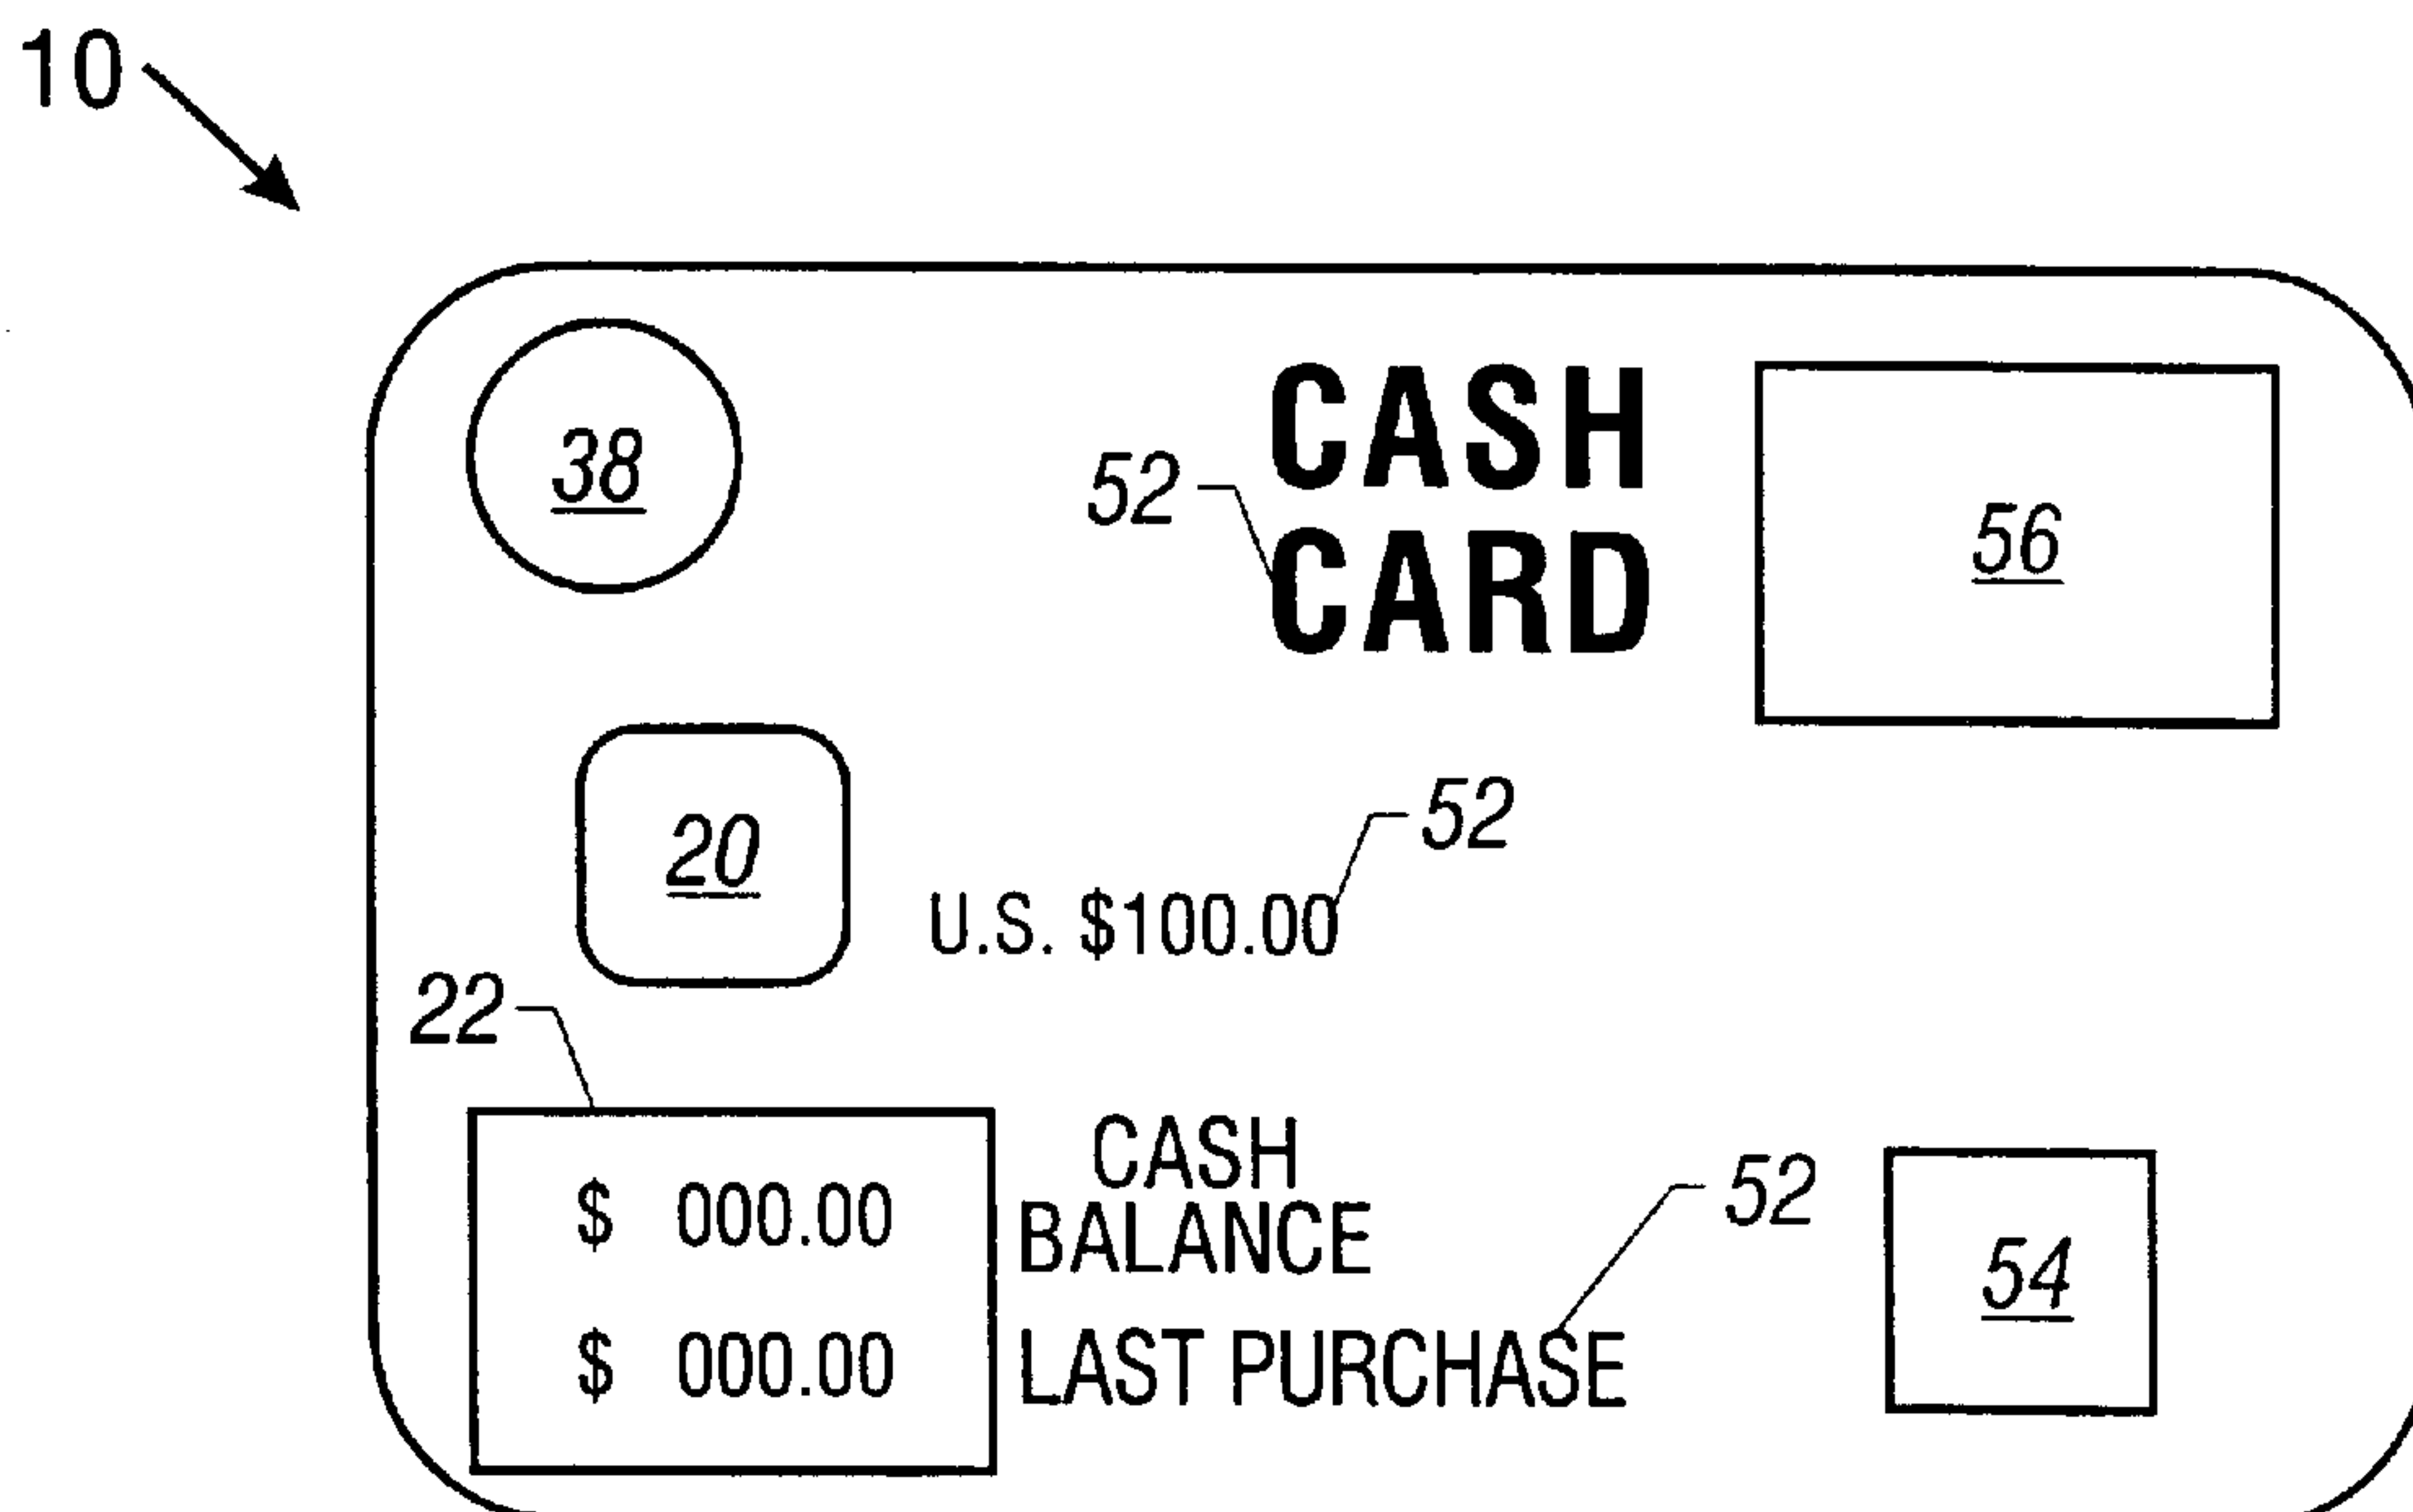 10
38
CASH
52
CARD
56
20
52
U.S. $100.00
22
CASH
$ 000.00
BALANCE
52
54
$ 000.00
LAST PURCHASE